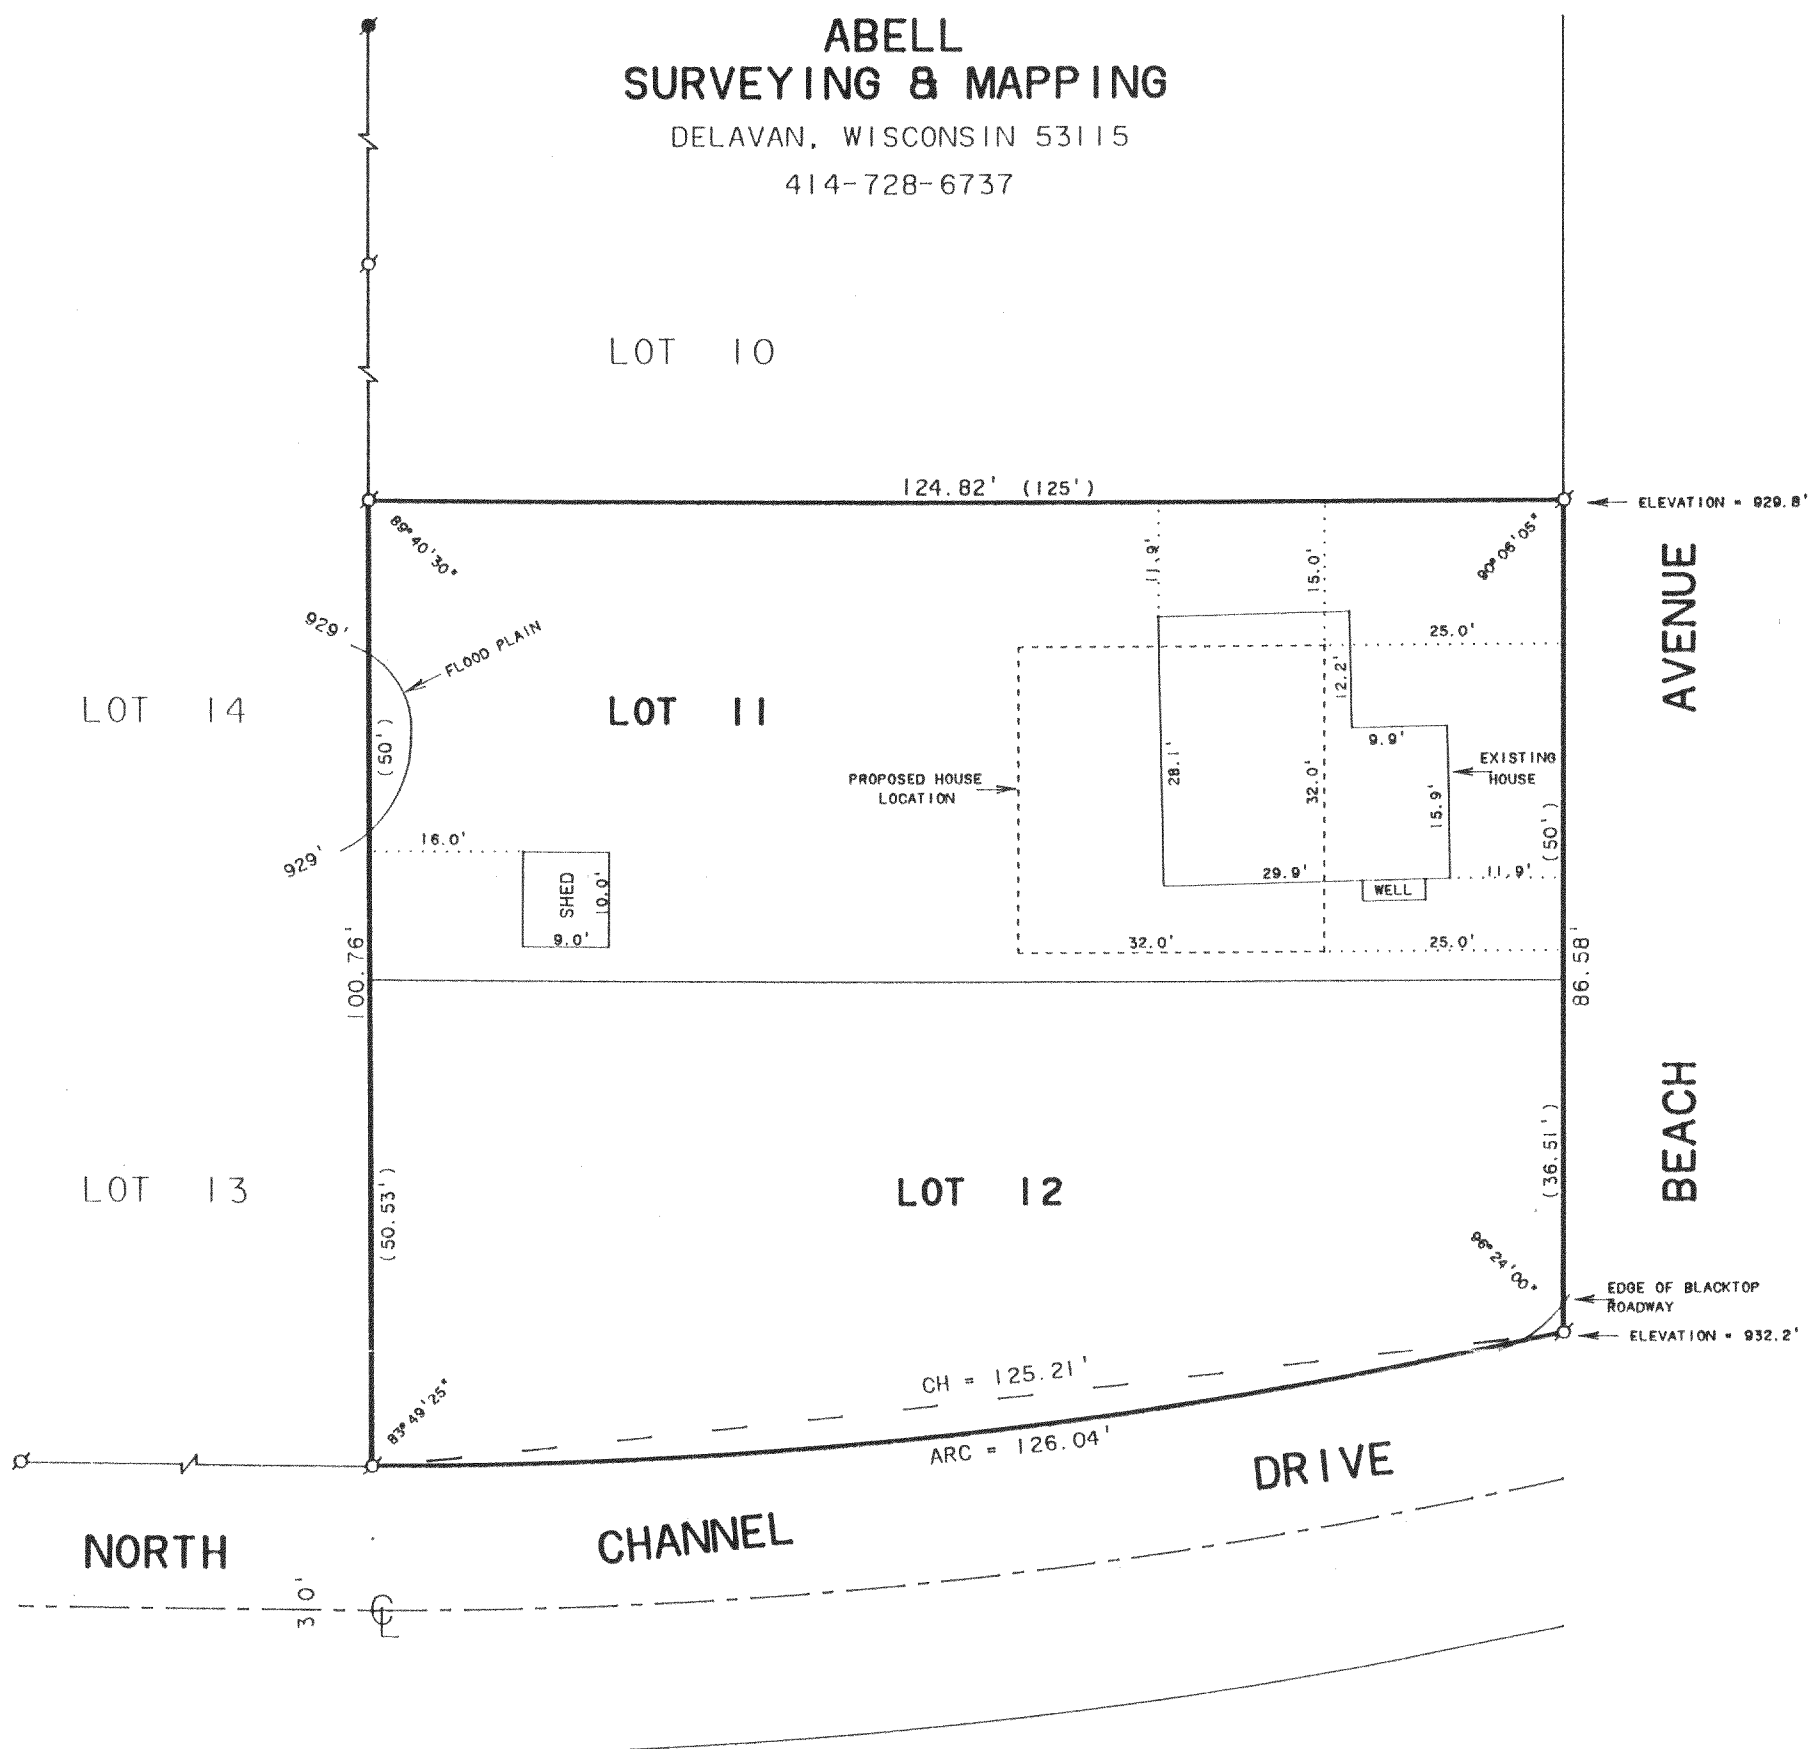 ABELL
SURVEYING & MAPPING
DELAVAN, WISCONSIN 53115
414-728-6737
LOT 10
124.82' (125')
ELEVATION = 929.8'
89°40'30"
90°06'05"
11.9'
15.0'
AVENUE
929'
FLOOD PLAIN
25.0'
12.2'
LOT 14
(50')
LOT 11
9.9'
28.1'
32.0'
EXISTING
HOUSE
PROPOSED HOUSE
LOCATION
15.9'
(50')
16.0'
929'
SHED
10.0'
9.0'
29.9'
WELL
11.9'
32.0'
25.0'
100.76'
86.58'
BEACH
(36.51')
LOT 13
(50.53')
LOT 12
96°24'00"
EDGE OF BLACKTOP
ROADWAY
ELEVATION = 932.2'
CH = 125.21'
83°49'25"
ARC = 126.04'
NORTH CHANNEL DRIVE
30'
CL